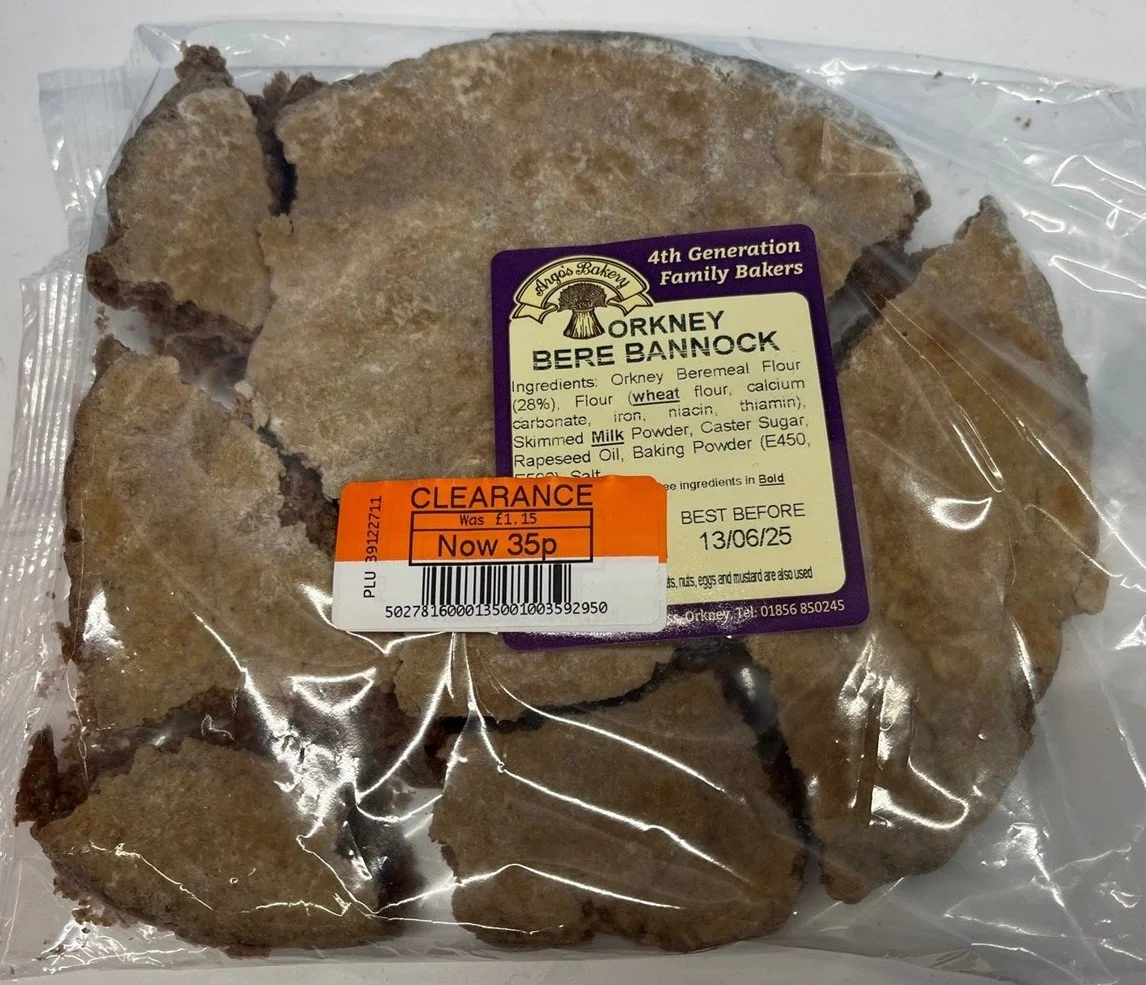 Argo's Bakery
4th Generation
Family Bakers
ORKNEY
BERE BANNOCK
Ingredients: Orkney Beremeal Flour
(28%), Flour (wheat flour, calcium
carbonate, iron, niacin, thiamin),
Skimmed Milk Powder, Caster Sugar,
Rapeseed Oil, Baking Powder (E450,
Salt
ingredients in Bold
BEST BEFORE
13/06/25
nuts, eggs and mustard are also used
Orkney, Tel: 01856 850245
CLEARANCE
Was £1.15
Now 35p
PLU 39122711
5027816000135001003592950